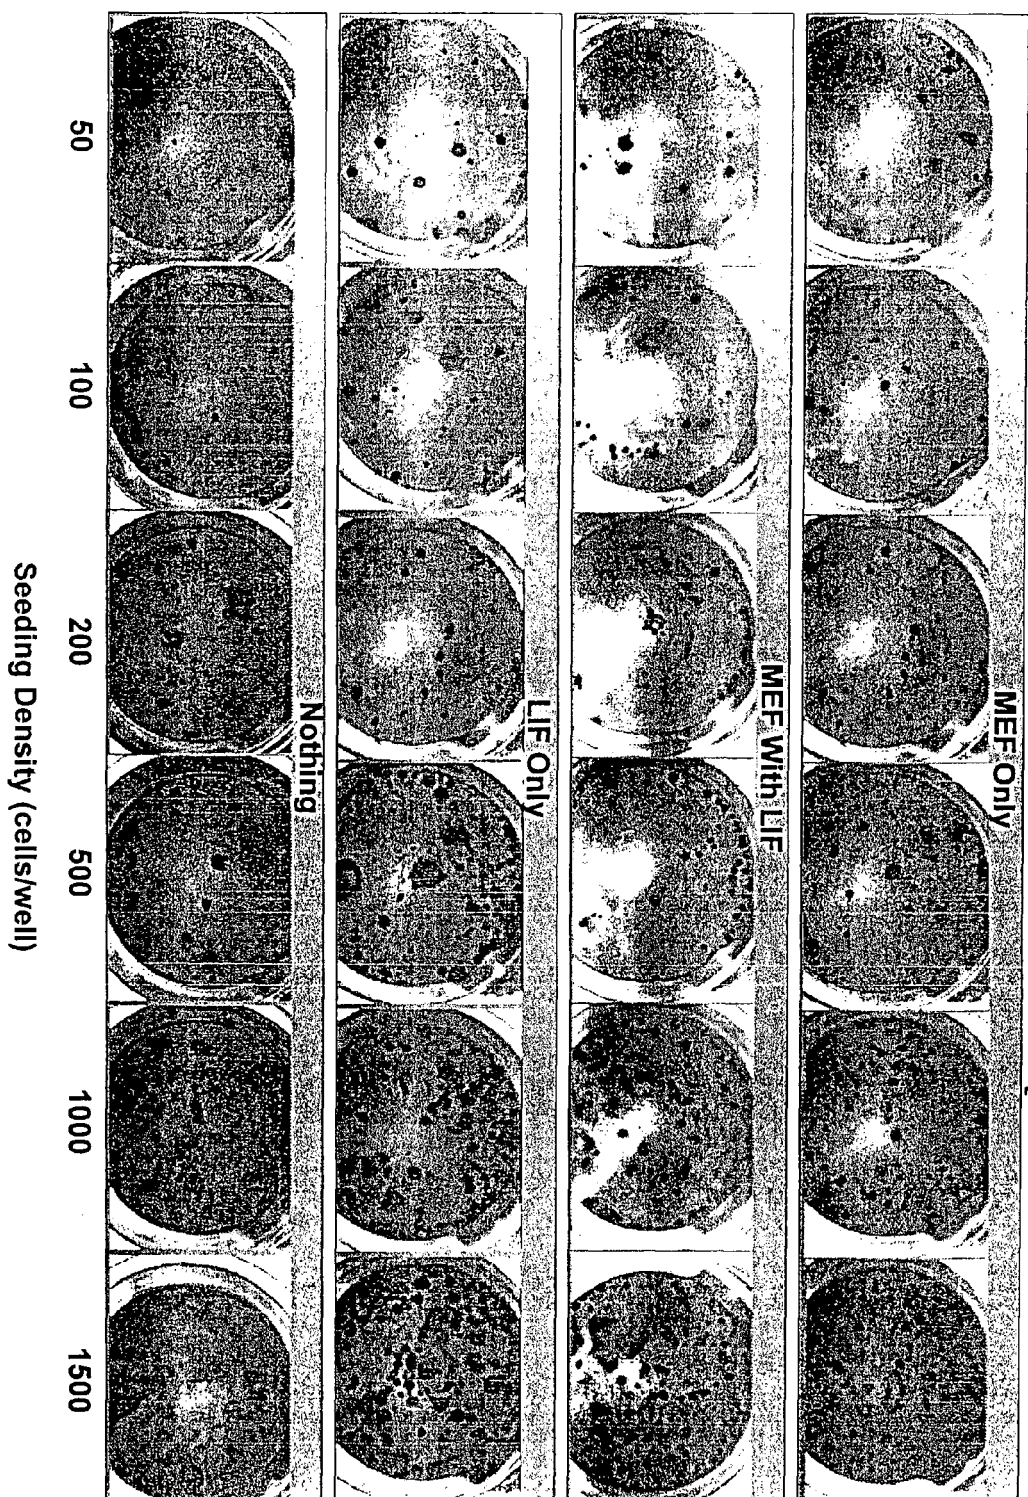 MEF Only
MEF With LIF
LIF Only
Nothing
50
100
200
500
1000
1500
Seeding Density (cells/well)